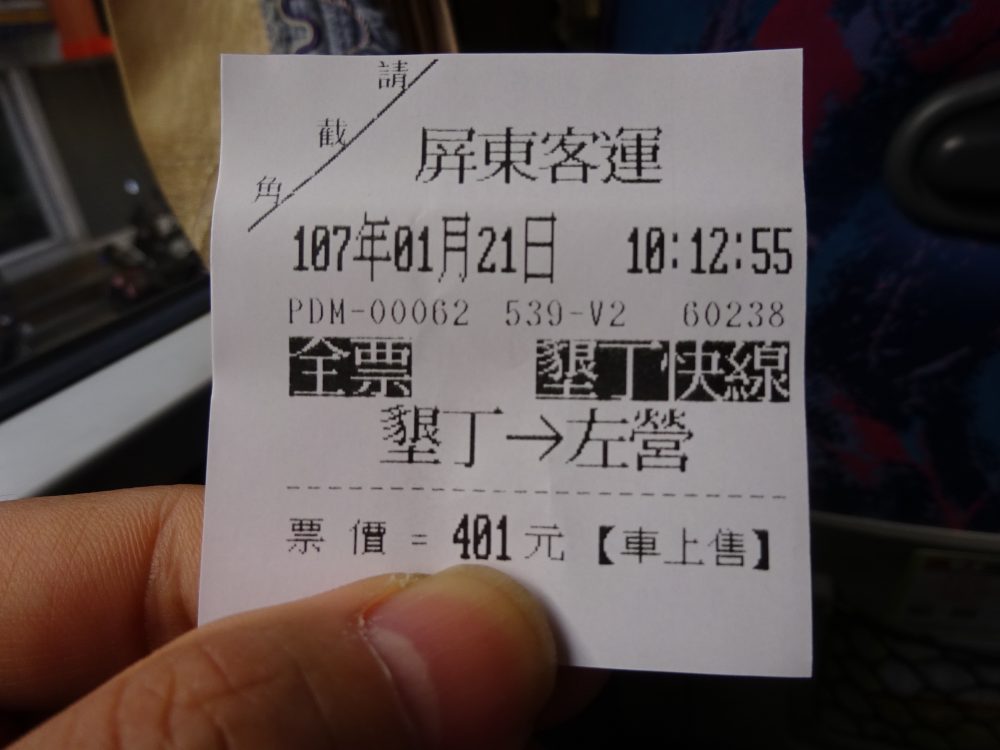 請截角
屏東客運
107年01月21日 10:12:55
PDM-00062 539-V2 60238
全票 墾丁快線
墾丁→左營
票價=401元【車上售】